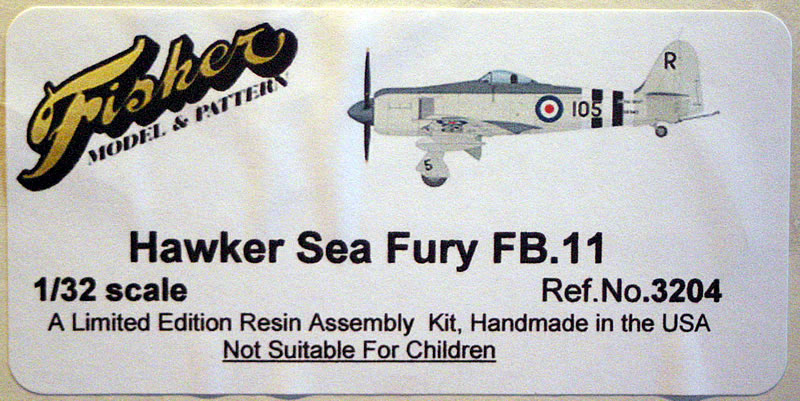 Fisher
MODEL & PATTERN
R
105
5
Hawker Sea Fury FB.11
1/32 scale Ref.No.3204
A Limited Edition Resin Assembly Kit, Handmade in the USA
Not Suitable For Children